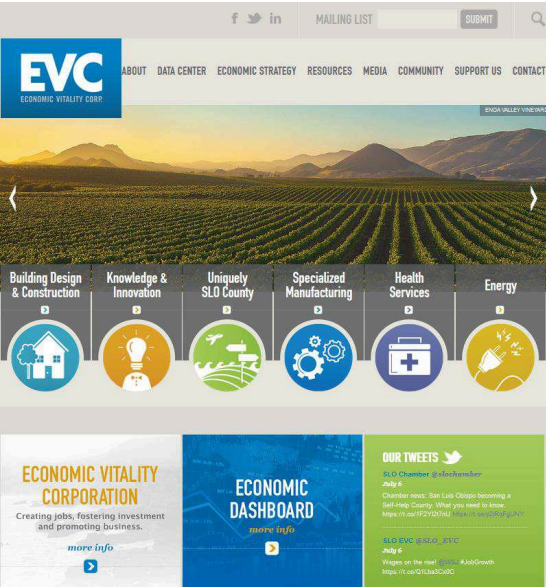 f in MAILING LIST SUBMIT
EVC
ECONOMIC VITALITY CORP.
ABOUT DATA CENTER ECONOMIC STRATEGY RESOURCES MEDIA COMMUNITY SUPPORT US CONTACT
VALLEY VINEYARD
Building Design
& Construction
Knowledge &
Innovation
Uniquely
SLO County
Specialized
Manufacturing
Health
Services
Energy
ECONOMIC VITALITY
CORPORATION
Creating jobs, fostering investment
and promoting business.
more info
ECONOMIC
DASHBOARD
more info
OUR TWEETS
SLO Chamber @slochamber
July 6
Chamber news: San Luis Obispo becoming a
Self-Help County. What you need to know.
SLO EVC @SLO_EVC
July 6
Wages on the rise! #JobGrowth